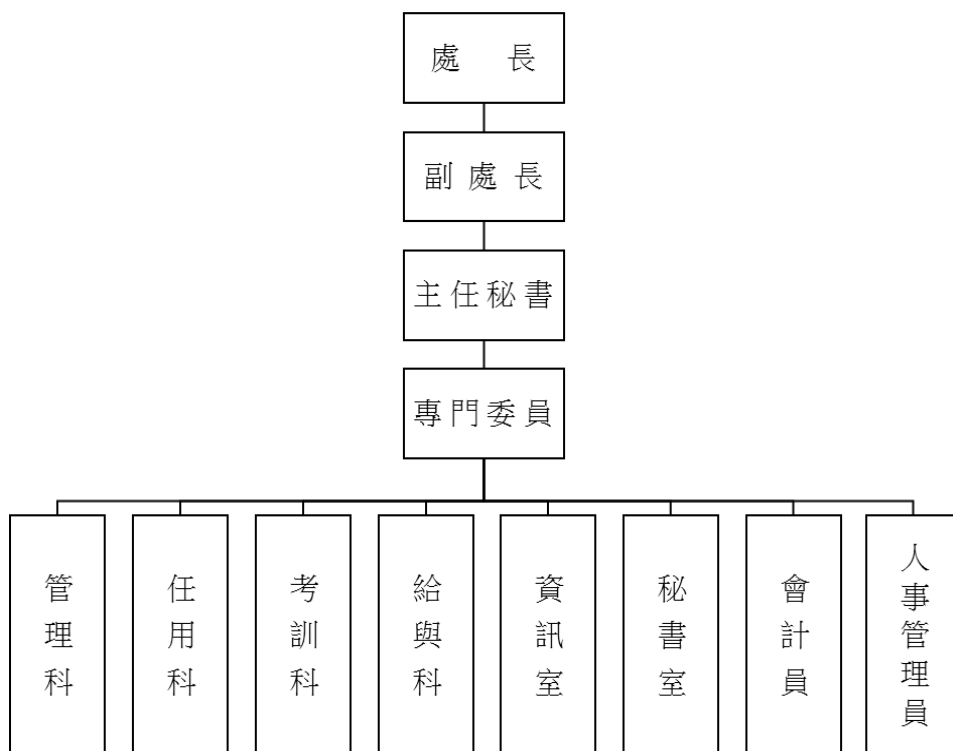 處長
副處長
主任秘書
專門委員
管理科
任用科
考訓科
給與科
資訊室
秘書室
會計員
人事管理員